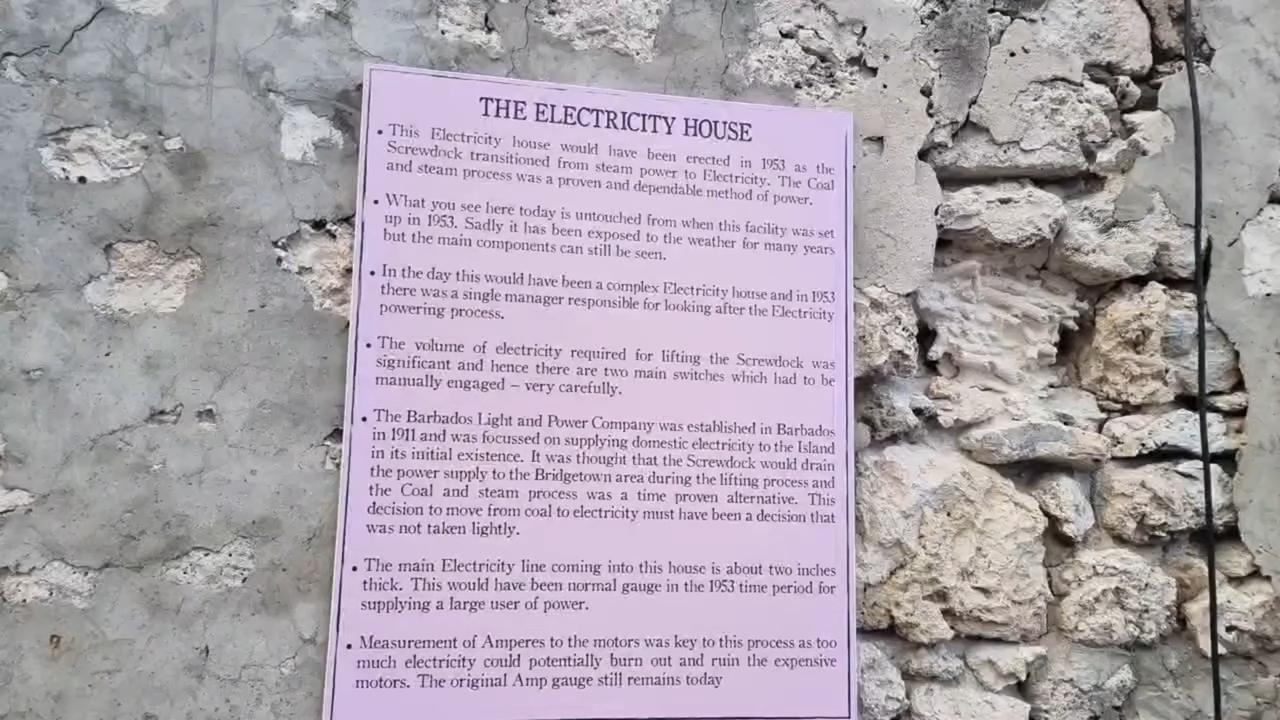 THE ELECTRICITY HOUSE
• This Electricity house would have been erected in 1953 as the
Screwdock transitioned from steam power to Electricity. The Coal
and steam process was a proven and dependable method of power.
• What you see here today is untouched from when this facility was set
up in 1953. Sadly it has been exposed to the weather for many years
but the main components can still be seen.
• In the day this would have been a complex Electricity house and in 1953
there was a single manager responsible for looking after the Electricity
powering process.
• The volume of electricity required for lifting the Screwdock was
significant and hence there are two main switches which had to be
manually engaged – very carefully.
• The Barbados Light and Power Company was established in Barbados
in 1911 and was focussed on supplying domestic electricity to the Island
in its initial existence. It was thought that the Screwdock would drain
the power supply to the Bridgetown area during the lifting process and
the Coal and steam process was a time proven alternative. This
decision to move from coal to electricity must have been a decision that
was not taken lightly.
• The main Electricity line coming into this house is about two inches
thick. This would have been normal gauge in the 1953 time period for
supplying a large user of power.
• Measurement of Amperes to the motors was key to this process as too
much electricity could potentially burn out and ruin the expensive
motors. The original Amp gauge still remains today